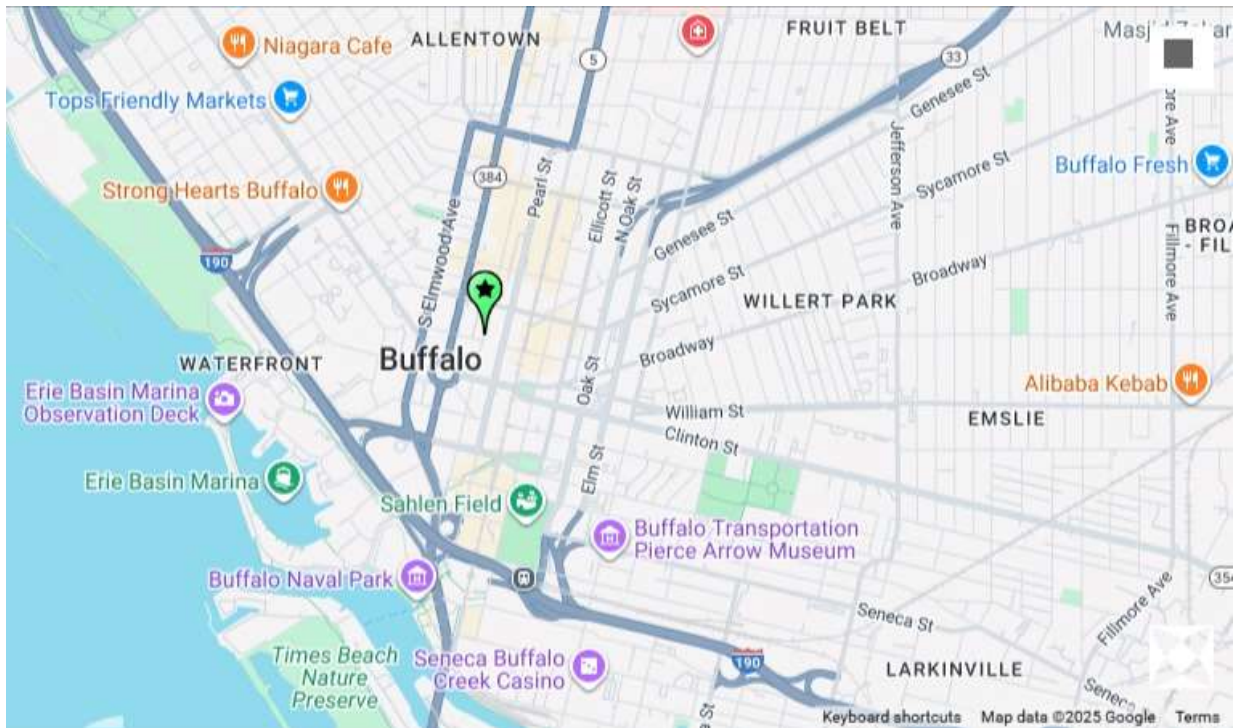 ALLENTOWN
FRUIT BELT
Niagara Cafe
5
33
Genesee St
Tops Friendly Markets
Jefferson Ave
Buffalo Fresh
Sycamore St
Strong Hearts Buffalo
384
Pearl St
Ellicott St
N Oak St
S Elmwood Ave
Genesee St
Fillmore Ave
190
Broadway
Sycamore St
WILLERT PARK
Buffalo
Broadway
WATERFRONT
Oak St
Erie Basin Marina
Observation Deck
Alibaba Kebab
William St
EMSLIE
Clinton St
Erie Basin Marina
Elm St
Sahlen Field
Buffalo Transportation
Pierce Arrow Museum
Buffalo Naval Park
354
Seneca St
Fillmore Ave
Times Beach
Nature
Preserve
Seneca Buffalo
Creek Casino
190
LARKINVILLE
Seneca
Keyboard shortcuts
Map data ©2025 Google
Terms